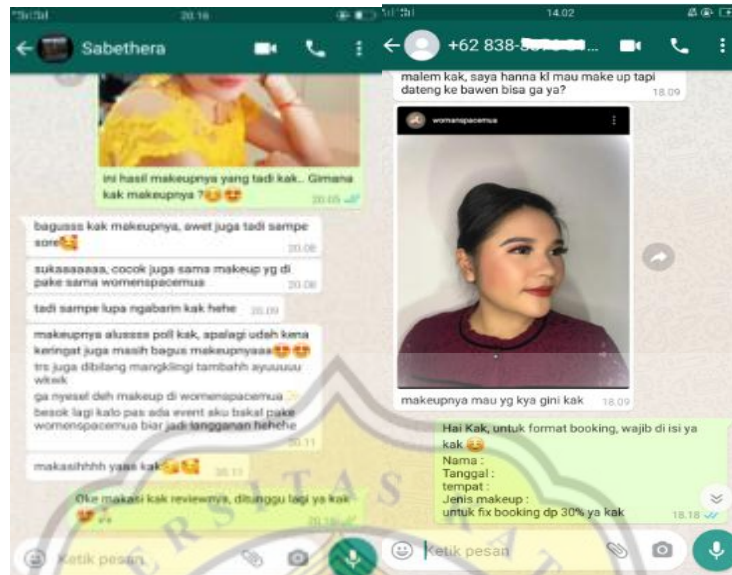 20.16
Sabethera
ini hasil makeupnya yang tadi kak.. Gimana
kak makeupnya ?
20.05
bagusss kak makeupnya, awet juga tadi sampe
sore
20.08
sukaaaaaaa, cocok juga sama makeup yg di
pake sama womenspacemua
20.08
tadi sampe lupa ngabarin kak hehe
20.09
makeupnya alussss poll kak, apalagi udah kena
keringat juga masih bagus makeupnyaaa
trs juga dibilang mangklingi tambahh ayuuuuu
wkwk
ga nyesel deh makeup di womenspacemua
besok lagi kalo pas ada event aku bakal pake
womenspacemua biar jadi langganan hehehe
20.11
makasihhhh yaaa kak
Oke makasi kak reviewnya, ditunggu lagi ya kak
Ketik pesan
14.02
+62 838-
malem kak, saya hanna kl mau make up tapi
dateng ke bawen bisa ga ya?
18.09
womanspacemua
makeupnya mau yg kya gini kak
18.09
Hai Kak, untuk format booking, wajib di isi ya
kak
Nama :
Tanggal :
tempat :
Jenis makeup :
untuk fix booking dp 30% ya kak
18.18
Ketik pesan